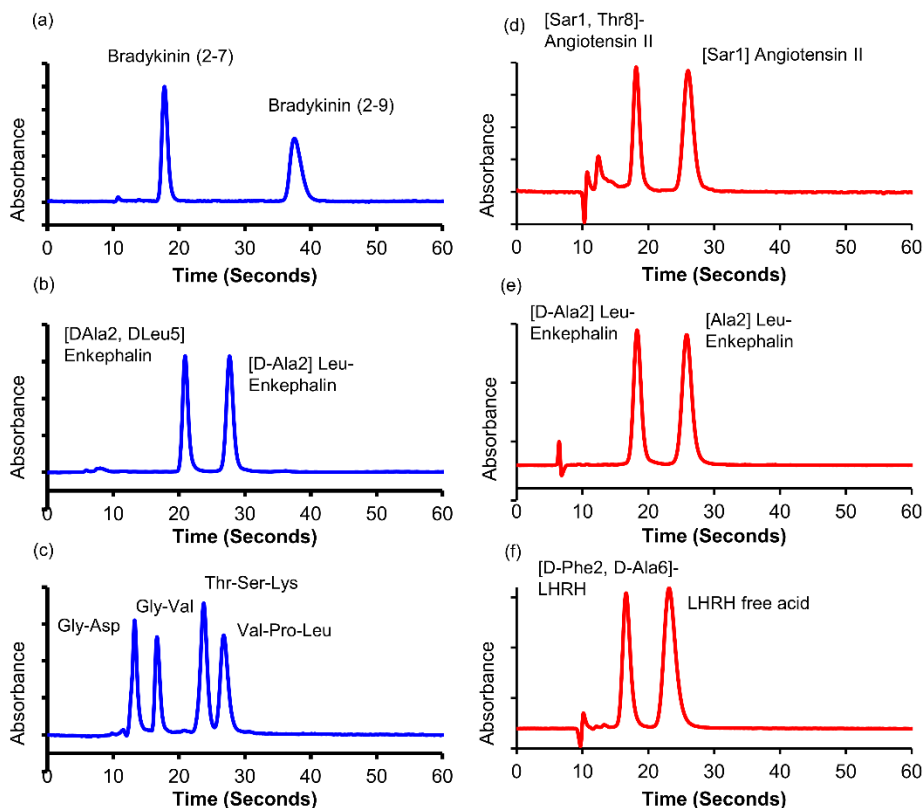 (a)
Bradykinin (2-7)
Bradykinin (2-9)
Absorbance
0 10 20 30 40 50 60
Time (Seconds)
(b)
[DAla2, DLeu5]
Enkephalin
[D-Ala2] Leu-
Enkephalin
Absorbance
0 10 20 30 40 50 60
Time (Seconds)
(c)
Thr-Ser-Lys
Gly-Val
Gly-Asp
Val-Pro-Leu
Absorbance
0 10 20 30 40 50 60
Time (Seconds)
(d)
[Sar1, Thr8]-
Angiotensin II
[Sar1] Angiotensin II
Absorbance
0 10 20 30 40 50 60
Time (Seconds)
(e)
[D-Ala2] Leu-
Enkephalin
[Ala2] Leu-
Enkephalin
Absorbance
0 10 20 30 40 50 60
Time (Seconds)
(f)
[D-Phe2, D-Ala6]-
LHRH
LHRH free acid
Absorbance
0 10 20 30 40 50 60
Time (Seconds)